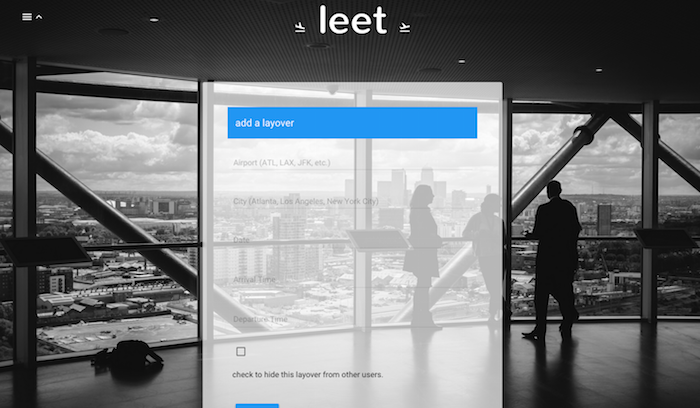 leet
add a layover
Airport (ATL, LAX, JFK, etc.)
City (Atlanta, Los Angeles, New York City)
Date
Arrival Time
Departure Time
check to hide this layover from other users.